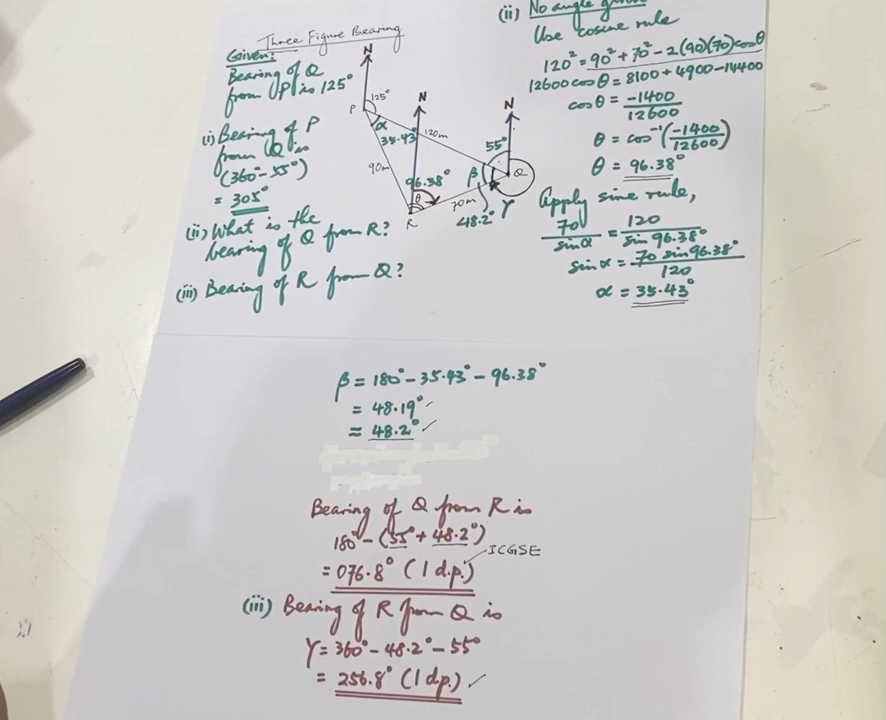 Three Figure Bearing
Given:
Bearing of Q
from P is 125°
(i) Bearing of P
from Q is
(360°-55°)
= 305°
(ii) What is the
bearing of Q from R?
(iii) Bearing of R from Q?
N
125°
P
α
35.43°
N
120m
90m
96.38°
θ
R
70m
N
55°
β
Q
48.2°
γ
(ii) No angle given
Use cosine rule
120² = 90² + 70² - 2(90)(70)cosθ
12600 cosθ = 8100 + 4900 - 14400
cosθ = -1400/12600
θ = cos⁻¹(-1400/12600)
θ = 96.38°
Apply sine rule,
70/sinα = 120/sin 96.38°
sinα = 70 sin 96.38°/120
α = 35.43°
β = 180° - 35.43° - 96.38°
= 48.19°
≈ 48.2° ✓
Bearing of Q from R is
180° - (55° + 48.2°)
= 076.8° (1 d.p.)
ICGSE
(iii) Bearing of R from Q is
γ = 360° - 48.2° - 55°
= 256.8° (1 d.p.) ✓